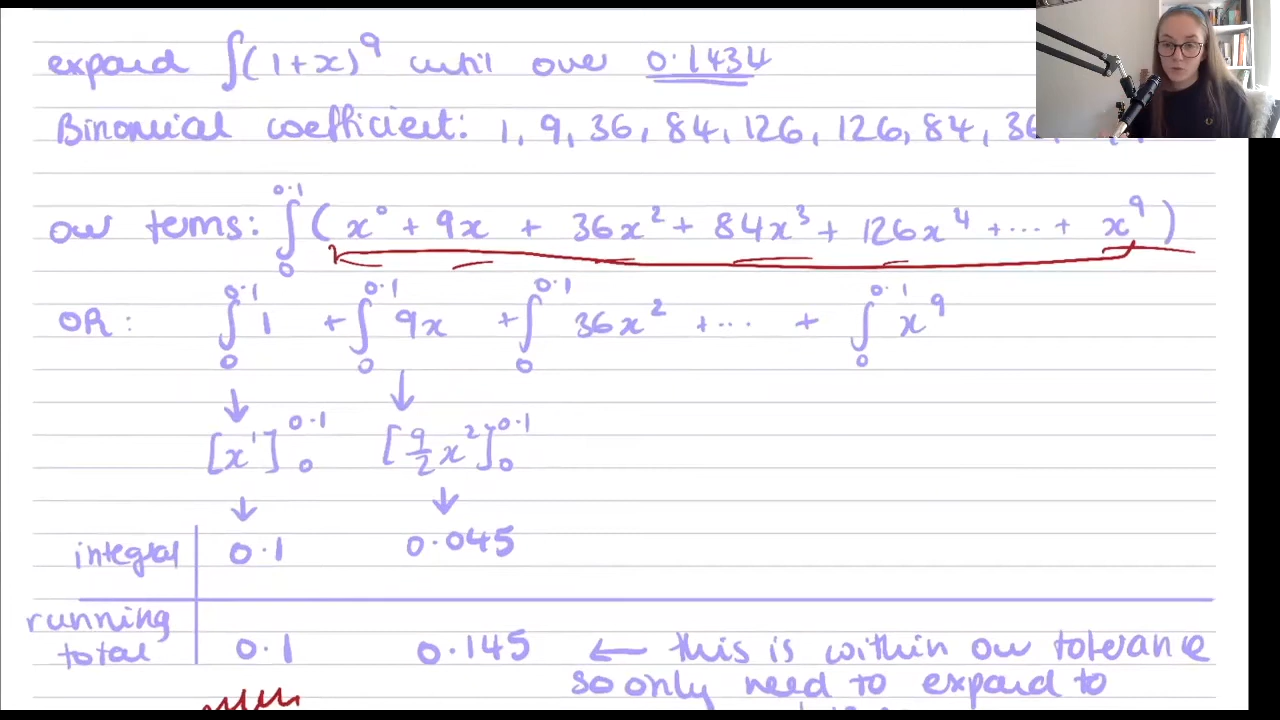 expand ∫(1+x)⁹ until over 0.1434
Binomial coefficient: 1, 9, 36, 84, 126, 126, 84, 36
our terms: ∫₀^0.1 ( x⁰ + 9x + 36x² + 84x³ + 126x⁴ + ... + x⁹ )
OR: ∫₀^0.1 1 + ∫₀^0.1 9x + ∫₀^0.1 36x² + ... + ∫₀^0.1 x⁹
↓ ↓
[x¹]₀^0.1 [9/2 x²]₀^0.1
↓ ↓
integral 0.1 0.045
running
total 0.1 0.145 ← this is within our tolerance
so only need to expand to